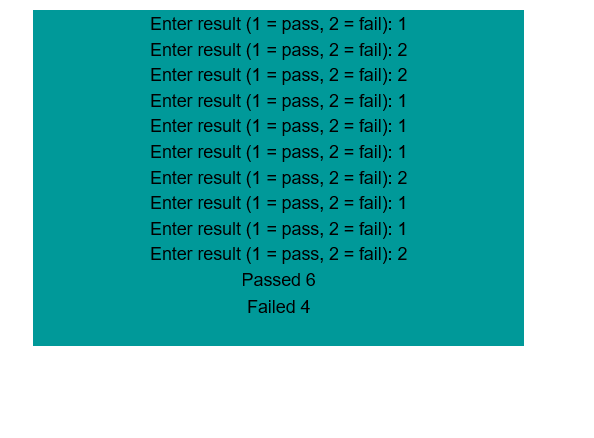 Enter result (1 = pass, 2 = fail): 1
Enter result (1 = pass, 2 = fail): 2
Enter result (1 = pass, 2 = fail): 2
Enter result (1 = pass, 2 = fail): 1
Enter result (1 = pass, 2 = fail): 1
Enter result (1 = pass, 2 = fail): 1
Enter result (1 = pass, 2 = fail): 2
Enter result (1 = pass, 2 = fail): 1
Enter result (1 = pass, 2 = fail): 1
Enter result (1 = pass, 2 = fail): 2
Passed 6
Failed 4